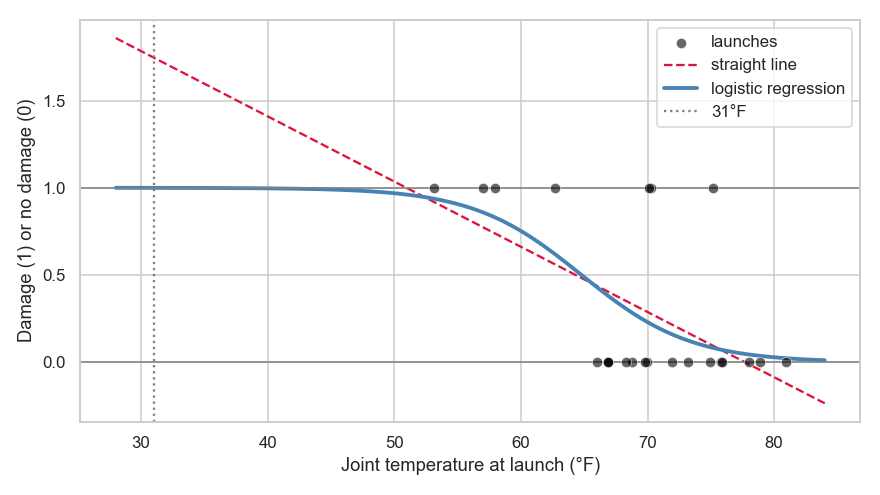 launches
straight line
logistic regression
31°F
1.5
1.0
0.5
0.0
Damage (1) or no damage (0)
30 40 50 60 70 80
Joint temperature at launch (°F)